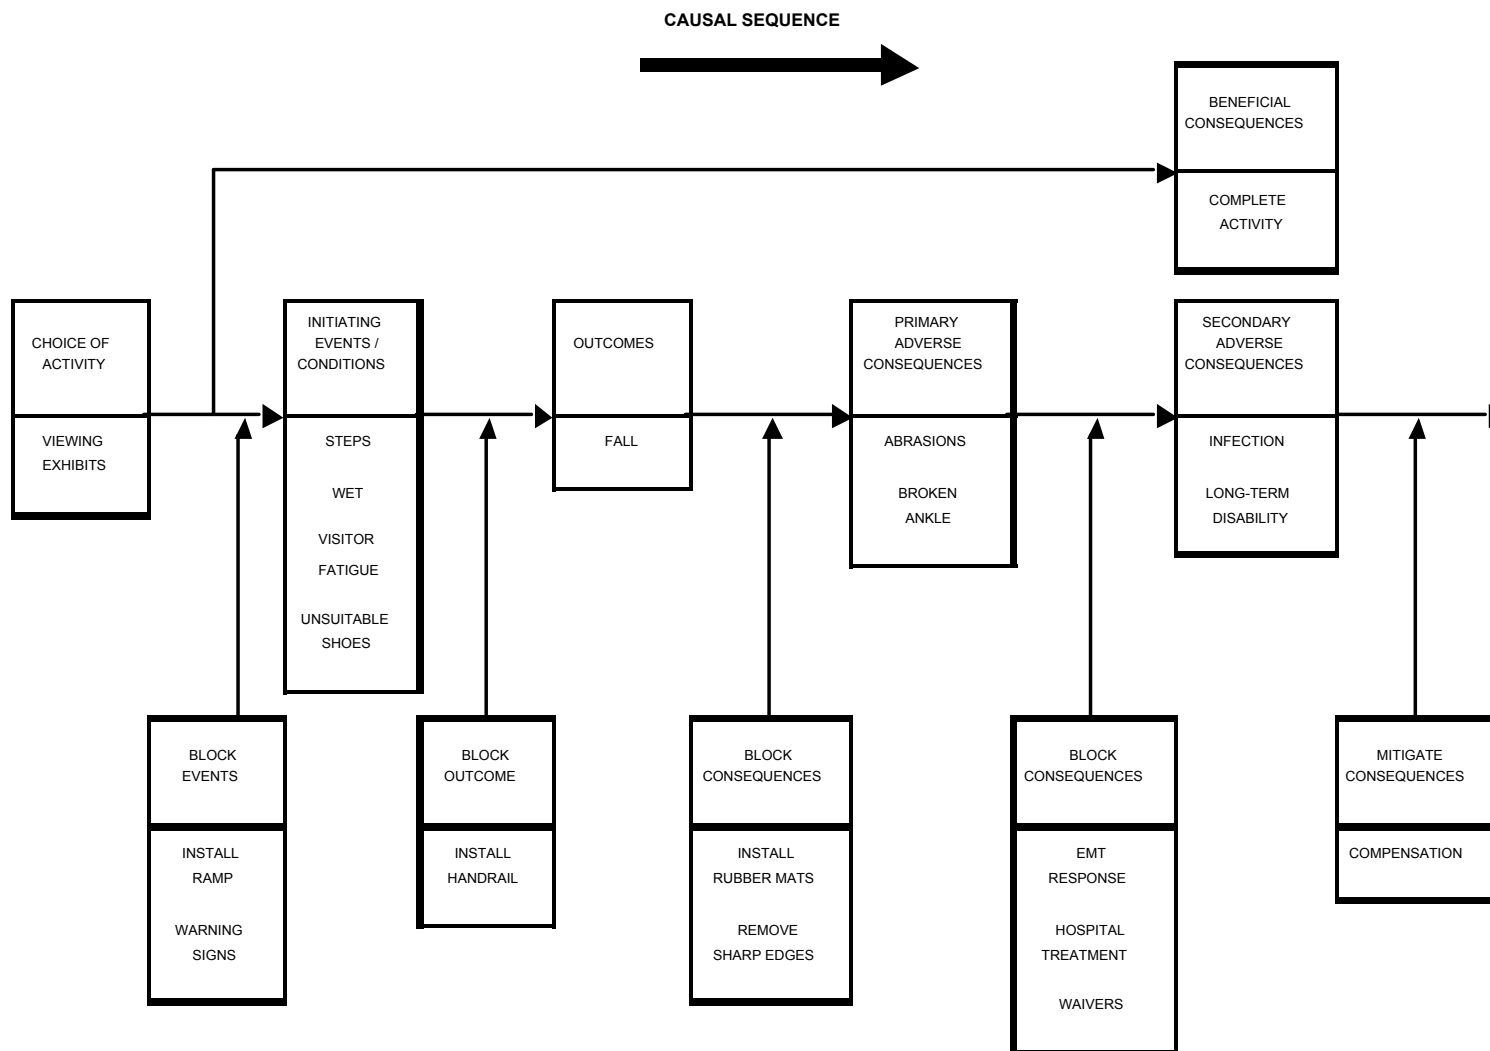 CAUSAL SEQUENCE
BENEFICIAL
CONSEQUENCES
COMPLETE
ACTIVITY
CHOICE OF
ACTIVITY
VIEWING
EXHIBITS
INITIATING
EVENTS /
CONDITIONS
STEPS
WET
VISITOR
FATIGUE
UNSUITABLE
SHOES
OUTCOMES
FALL
PRIMARY
ADVERSE
CONSEQUENCES
ABRASIONS
BROKEN
ANKLE
SECONDARY
ADVERSE
CONSEQUENCES
INFECTION
LONG-TERM
DISABILITY
BLOCK
EVENTS
INSTALL
RAMP
WARNING
SIGNS
BLOCK
OUTCOME
INSTALL
HANDRAIL
BLOCK
CONSEQUENCES
INSTALL
RUBBER MATS
REMOVE
SHARP EDGES
BLOCK
CONSEQUENCES
EMT
RESPONSE
HOSPITAL
TREATMENT
WAIVERS
MITIGATE
CONSEQUENCES
COMPENSATION